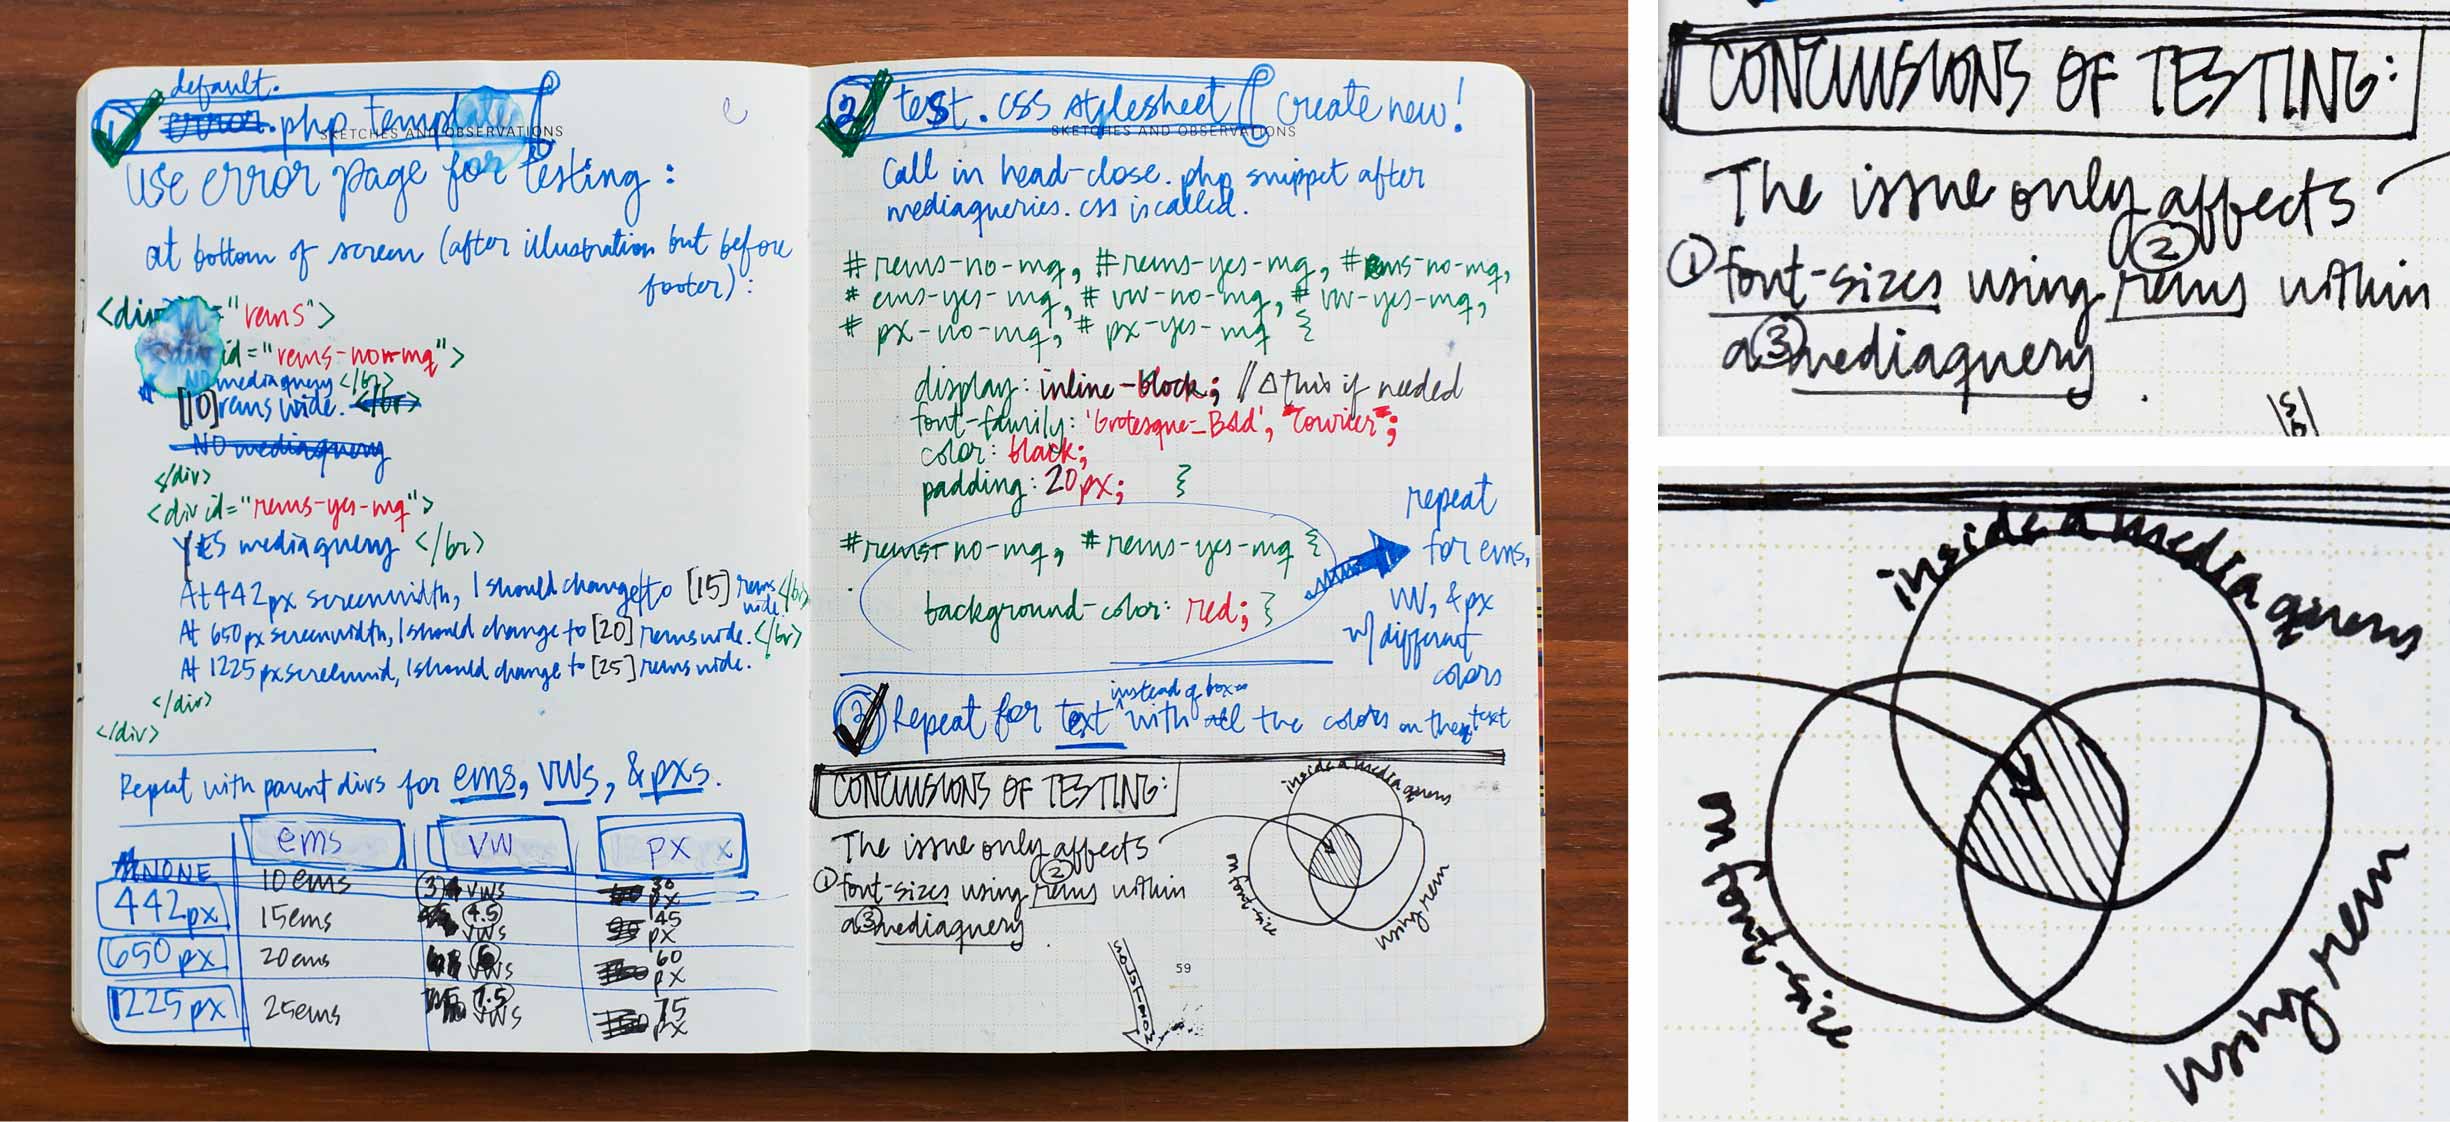 default.
① error.php template
SKETCHES AND OBSERVATIONS
use error page for testing:
at bottom of screen (after illustration but before
footer):
<div ="rems">
id="rems-no-mq">
NO mediaquery </br>
[10] rems wide. </br>
NO mediaquery
</div>
<div id="rems-yes-mq">
YES mediaquery </br>
At 442px screenwidth, I should change to [15] rems wide. </br>
At 650px screenwidth, I should change to [20] rems wide. </br>
At 1225px screenwid, I should change to [25] rems wide.
</div>
</div>
Repeat with parent divs for ems, VWs, & pxs.
ems VW px x
NONE 10 ems 3 VWS 30 px
442px 15ems 4.5 VWS 45 px
650px 20ems 6 VWS 60 px
1225px 25ems 7.5 VWS 75 px
② test.css stylesheet Create new!
SKETCHES AND OBSERVATIONS
Call in head-close.php snippet after
mediaqueries.css is called.
#rems-no-mq, #rems-yes-mq, #ems-no-mq,
#ems-yes-mq, #vw-no-mq, #vw-yes-mq,
#px-no-mq, #px-yes-mq {
display: inline-block; //Δ this if needed
font-family: 'Grotesque-Bold', "Courier";
color: black;
padding: 20px; }
#rems-no-mq, #rems-yes-mq {
background-color: red; }
repeat
for ems,
VW, & px
w/ different
colors
③ Repeat for text instead of box with all the colors on the text
CONCLUSIONS OF TESTING:
The issue only affects
① font-sizes using ② rems within
a ③ mediaquery.
inside a mediaquery
in font-size
using rem
59
CONCLUSIONS OF TESTING:
The issue only affects
① font-sizes using ② rems within
a ③ mediaquery.
inside a mediaquery
in font-size
using rem